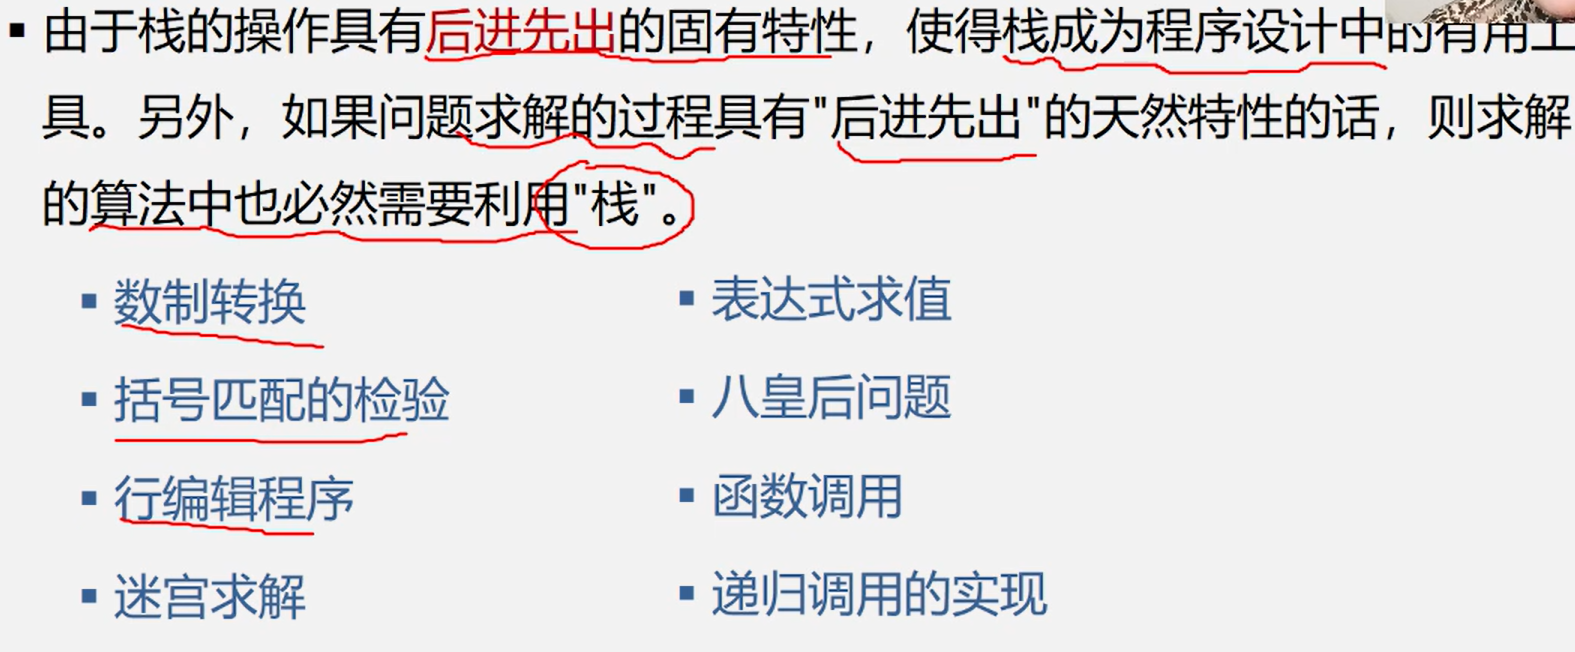 由于栈的操作具有后进先出的固有特性，使得栈成为程序设计中的有用工
具。另外，如果问题求解的过程具有"后进先出"的天然特性的话，则求解
的算法中也必然需要利用"栈"。
数制转换
表达式求值
括号匹配的检验
八皇后问题
行编辑程序
函数调用
迷宫求解
递归调用的实现